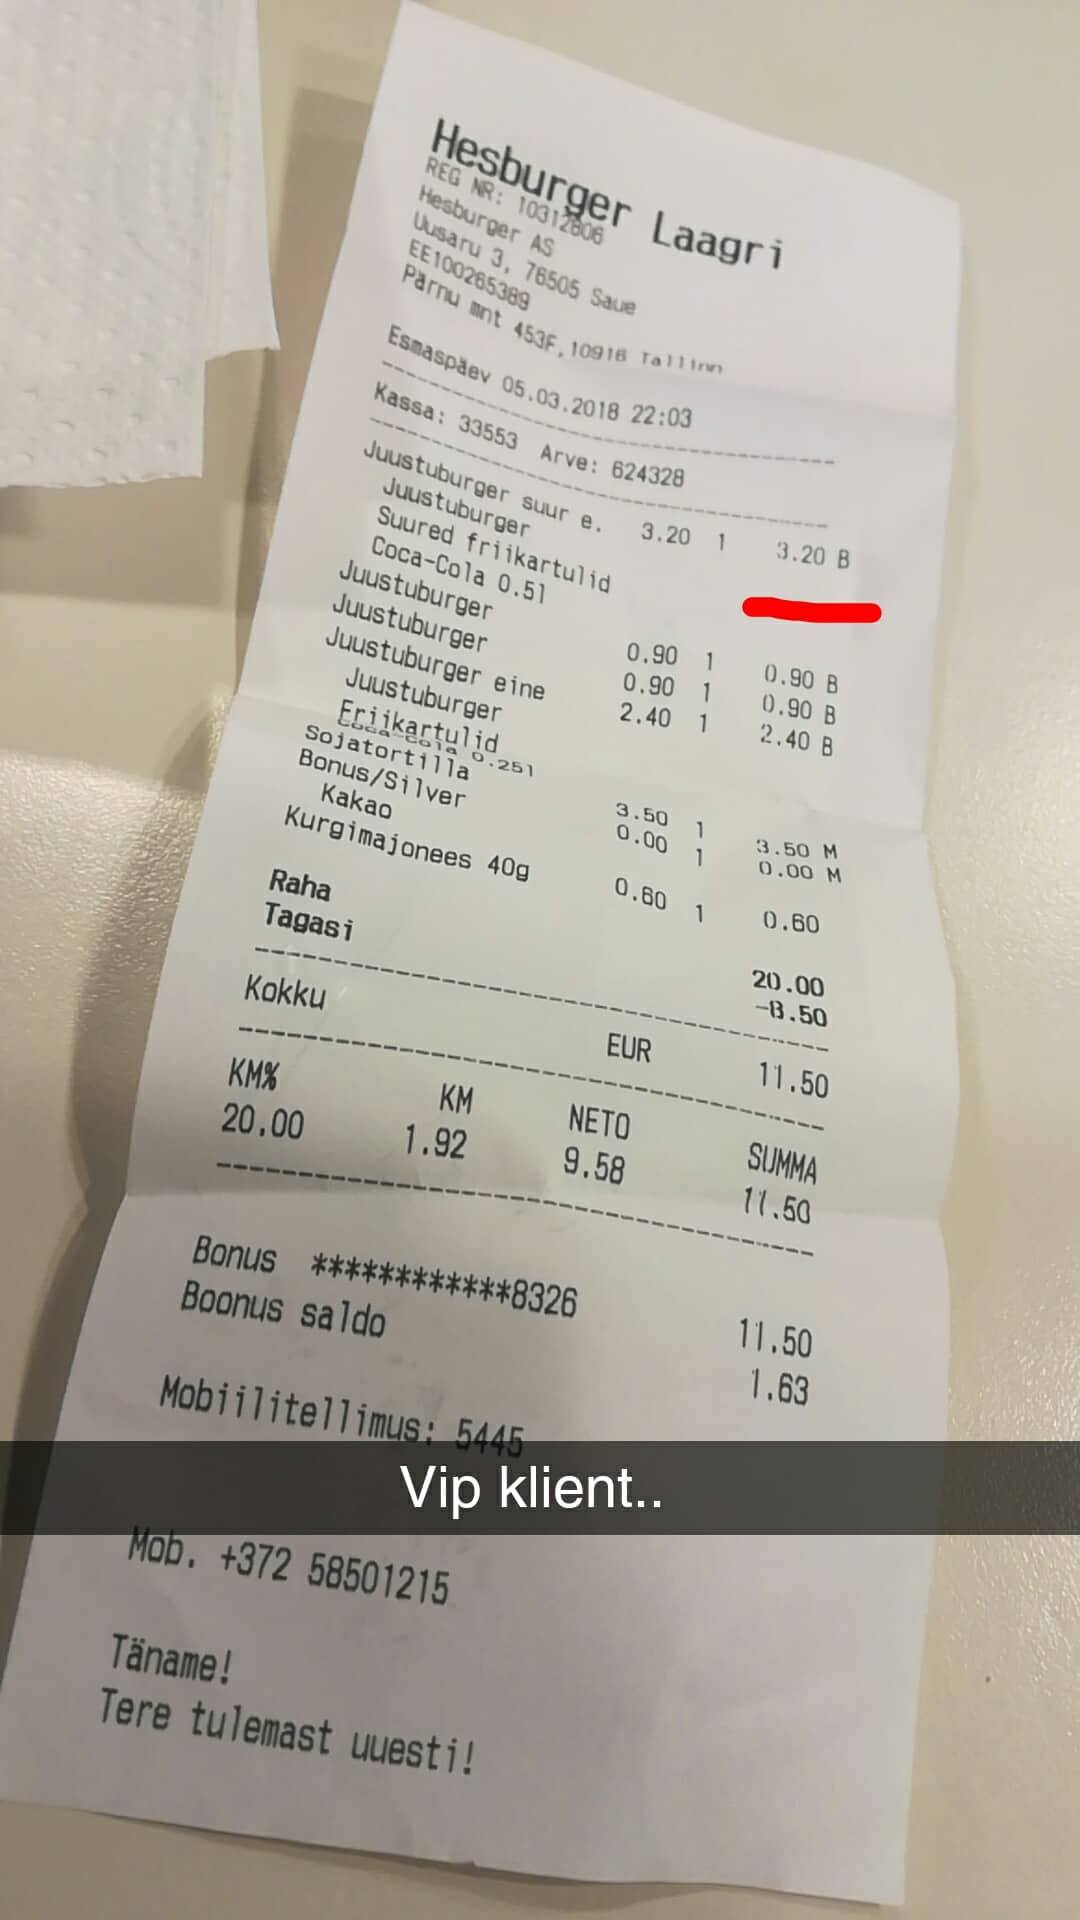 Hesburger Laagri
REG NR: 10312806
Hesburger AS
Uusaru 3, 76505 Saue
EE100265389
Pärnu mnt 453F, 10916 Tallinn
Esmaspäev 05.03.2018 22:03
Kassa: 33553 Arve: 624328
Juustuburger suur e. 3.20 1 3.20 B
Juustuburger
Suured friikartulid
Coca-Cola 0.5l
Juustuburger 0.90 1 0.90 B
Juustuburger 0.90 1 0.90 B
Juustuburger eine 2.40 1 2.40 B
Juustuburger
Friikartulid
Coca-Cola 0.25l
Sojatortilla 3.50 1 3.50 M
Bonus/Silver 0.00 1 0.00 M
Kakao
Kurgimajonees 40g 0.60 1 0.60
Raha 20.00
Tagasi -8.50
Kokku EUR 11.50
KM% KM NETO SUMMA
20.00 1.92 9.58 11.50
Bonus ************8326 11.50
Boonus saldo 1.63
Mobiilitellimus: 5445
Vip klient..
Mob. +372 58501215
Täname!
Tere tulemast uuesti!